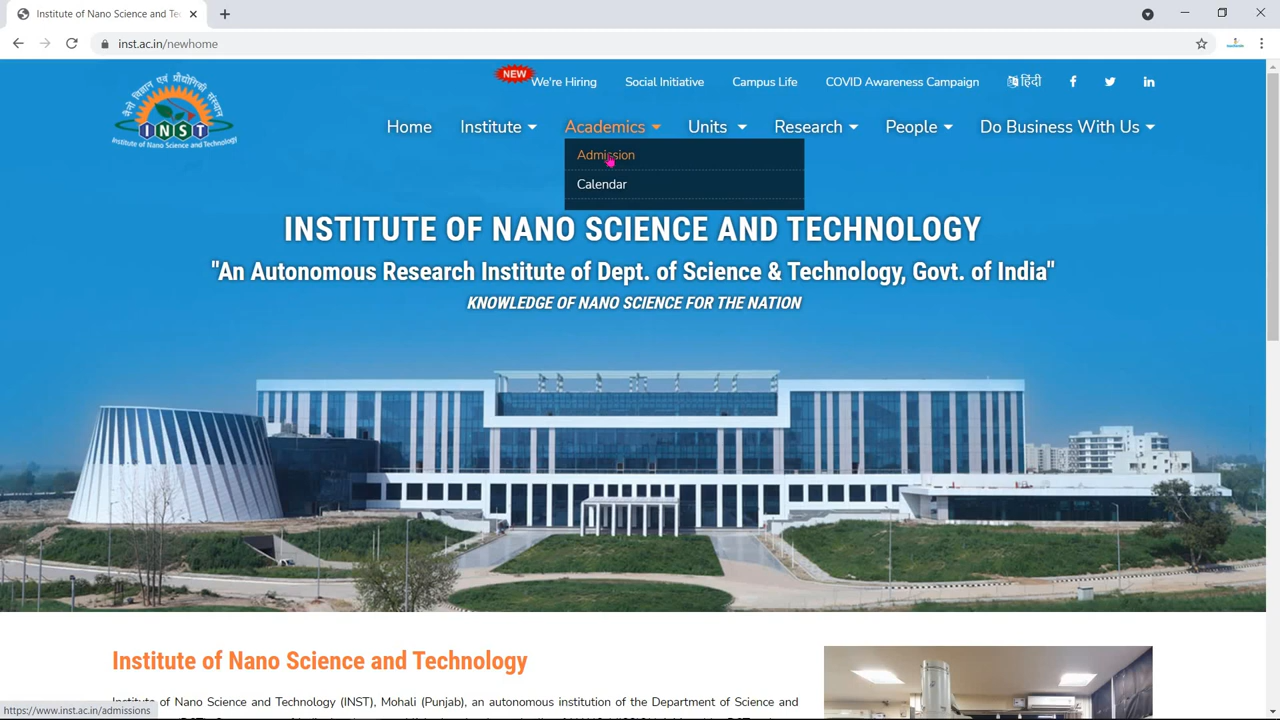 Institute of Nano Science and Te
inst.ac.in/newhome
नैनो विज्ञान एवं प्रौद्योगिकी संस्थान
INST
Institute of Nano Science and Technology
NEW We're Hiring Social Initiative Campus Life COVID Awareness Campaign हिंदी
Home Institute Academics Units Research People Do Business With Us
Admission
Calendar
INSTITUTE OF NANO SCIENCE AND TECHNOLOGY
"An Autonomous Research Institute of Dept. of Science & Technology, Govt. of India"
KNOWLEDGE OF NANO SCIENCE FOR THE NATION
Institute of Nano Science and Technology
Institute of Nano Science and Technology (INST), Mohali (Punjab), an autonomous institution of the Department of Science and
https://www.inst.ac.in/admissions